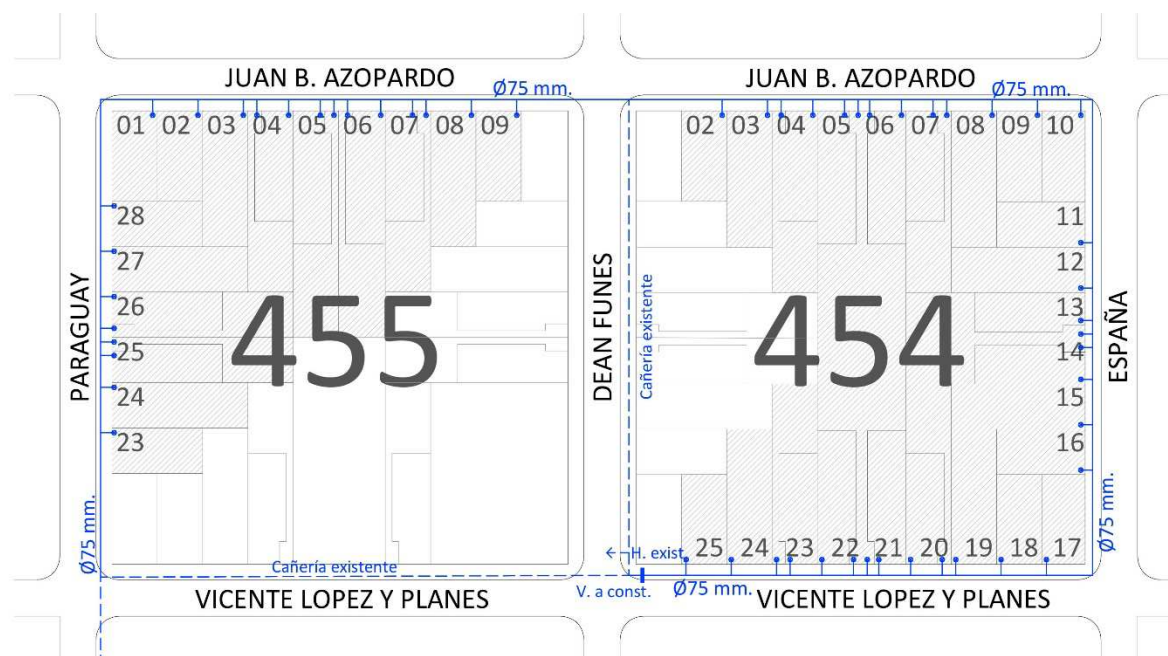 JUAN B. AZOPARDO
JUAN B. AZOPARDO
Ø75 mm.
Ø75 mm.
01 02 03 04 05 06 07 08 09
02 03 04 05 06 07 08 09 10
28
27
26
25
24
23
11
12
13
14
15
16
455
454
PARAGUAY
DEAN FUNES
Cañería existente
ESPAÑA
Ø75 mm.
Ø75 mm.
25 24 23 22 21 20 19 18 17
← H. exist.
Cañería existente
V. a const.
Ø75 mm.
VICENTE LOPEZ Y PLANES
VICENTE LOPEZ Y PLANES